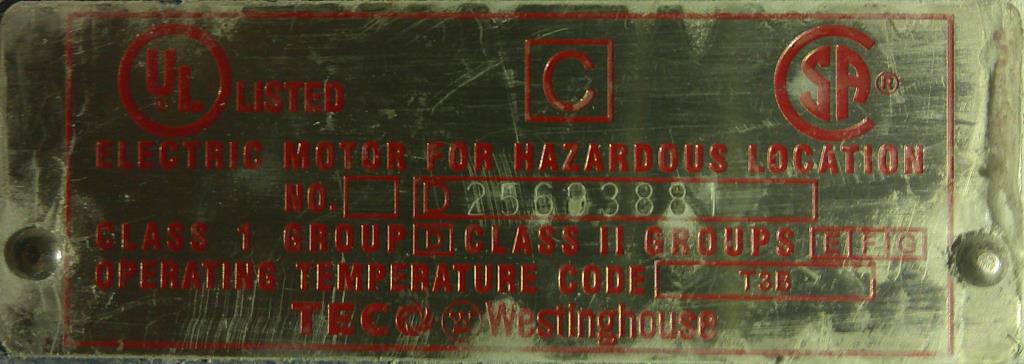 UL LISTED C SA®
ELECTRIC MOTOR FOR HAZARDOUS LOCATION
NO. D 2560388
CLASS 1 GROUP D CLASS II GROUPS E F G
OPERATING TEMPERATURE CODE T3B
TECO W Westinghouse